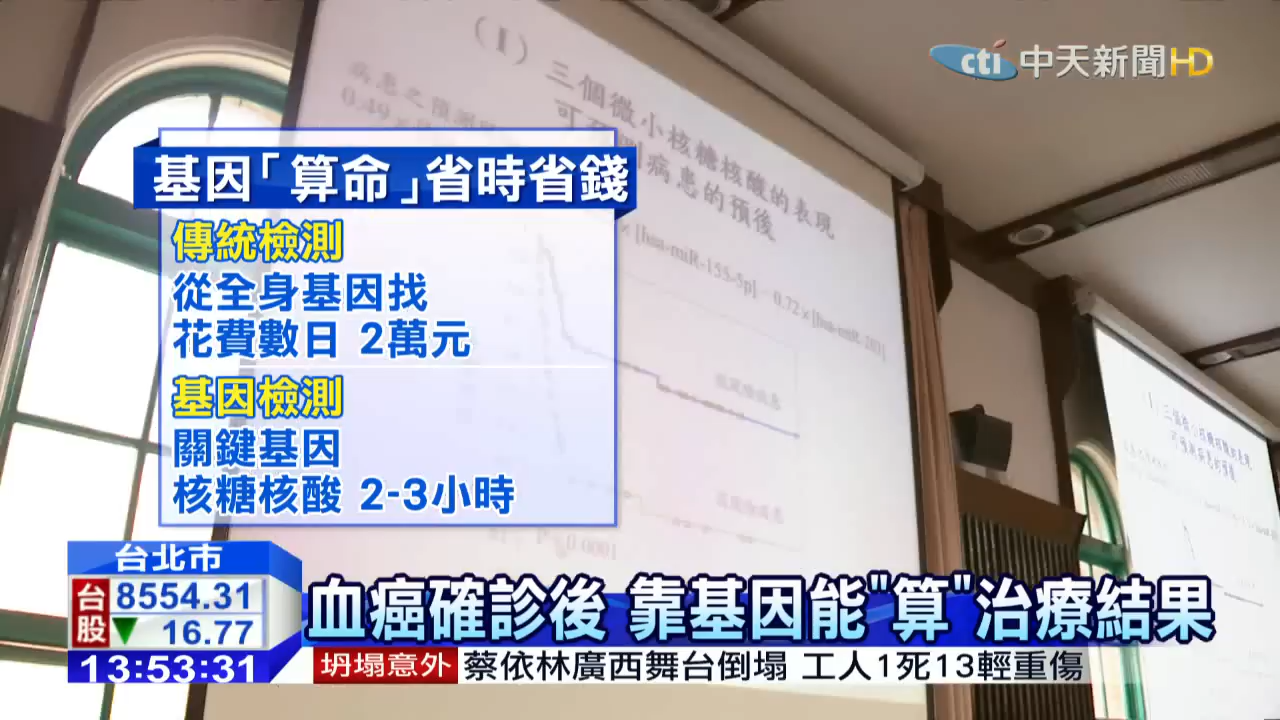 cti 中天新聞HD
(I) 三個微小核糖核酸的表現
病患的預後
基因「算命」省時省錢
傳統檢測
從全身基因找
花費數日 2萬元
基因檢測
關鍵基因
核糖核酸 2-3小時
台北市
台股 8554.31
▼ 16.77
13:53:31
血癌確診後 靠基因能"算"治療結果
坍塌意外 蔡依林廣西舞台倒塌 工人1死13輕重傷